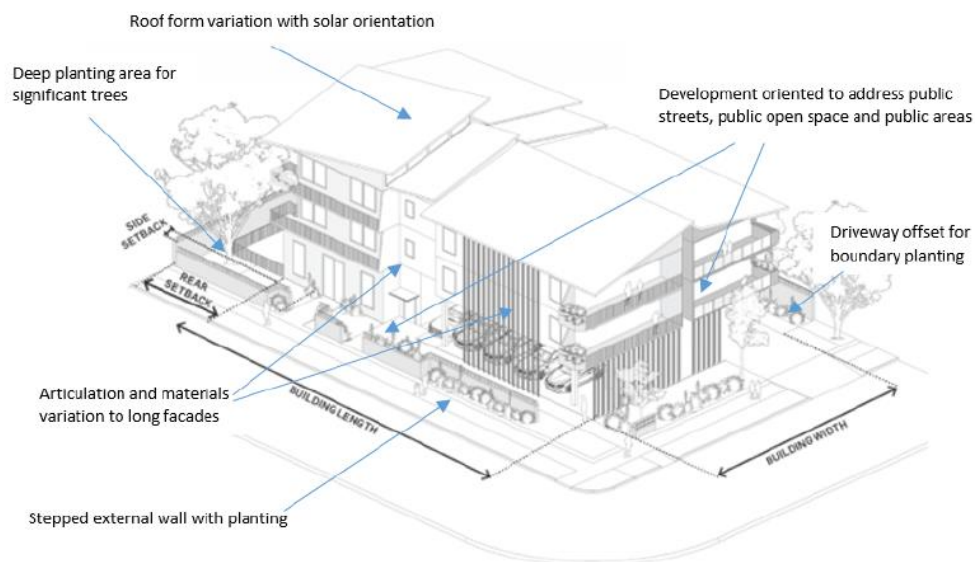 Roof form variation with solar orientation
Deep planting area for
significant trees
Development oriented to address public
streets, public open space and public areas
SIDE
SETBACK
Driveway offset for
boundary planting
REAR
SETBACK
Articulation and materials
variation to long facades
BUILDING LENGTH
BUILDING WIDTH
Stepped external wall with planting